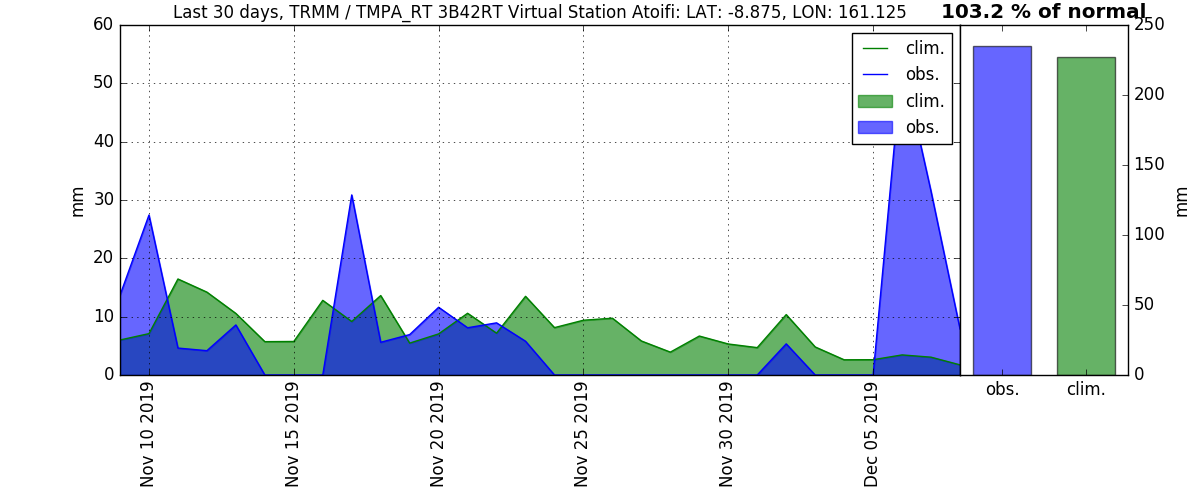 Last 30 days, TRMM / TMPA_RT 3B42RT Virtual Station Atoifi: LAT: -8.875, LON: 161.125
103.2 % of normal
60
50
40
30
20
10
0
mm
clim.
obs.
clim.
obs.
Nov 10 2019
Nov 15 2019
Nov 20 2019
Nov 25 2019
Nov 30 2019
Dec 05 2019
250
200
150
100
50
0
mm
obs.
clim.